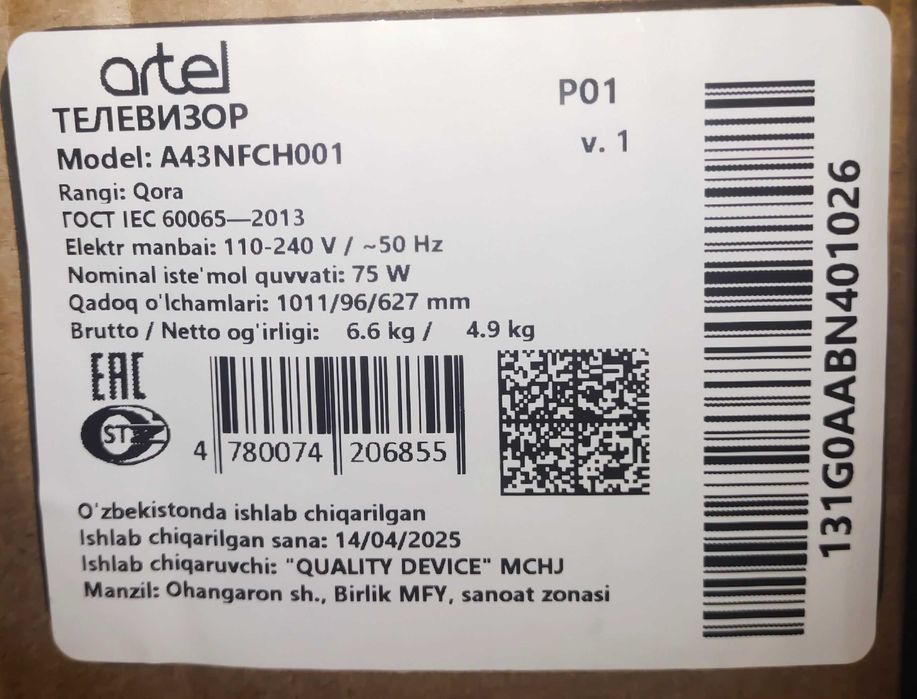 artel
ТЕЛЕВИЗОР
P01
v. 1
Model: A43NFCH001
Rangi: Qora
ГОСТ IEC 60065—2013
Elektr manbai: 110-240 V / ~50 Hz
Nominal iste'mol quvvati: 75 W
Qadoq o'lchamlari: 1011/96/627 mm
Brutto / Netto og'irligi: 6.6 kg / 4.9 kg
EAC
ST
4 780074 206855
O'zbekistonda ishlab chiqarilgan
Ishlab chiqarilgan sana: 14/04/2025
Ishlab chiqaruvchi: "QUALITY DEVICE" MCHJ
Manzil: Ohangaron sh., Birlik MFY, sanoat zonasi
131G0AABN401026